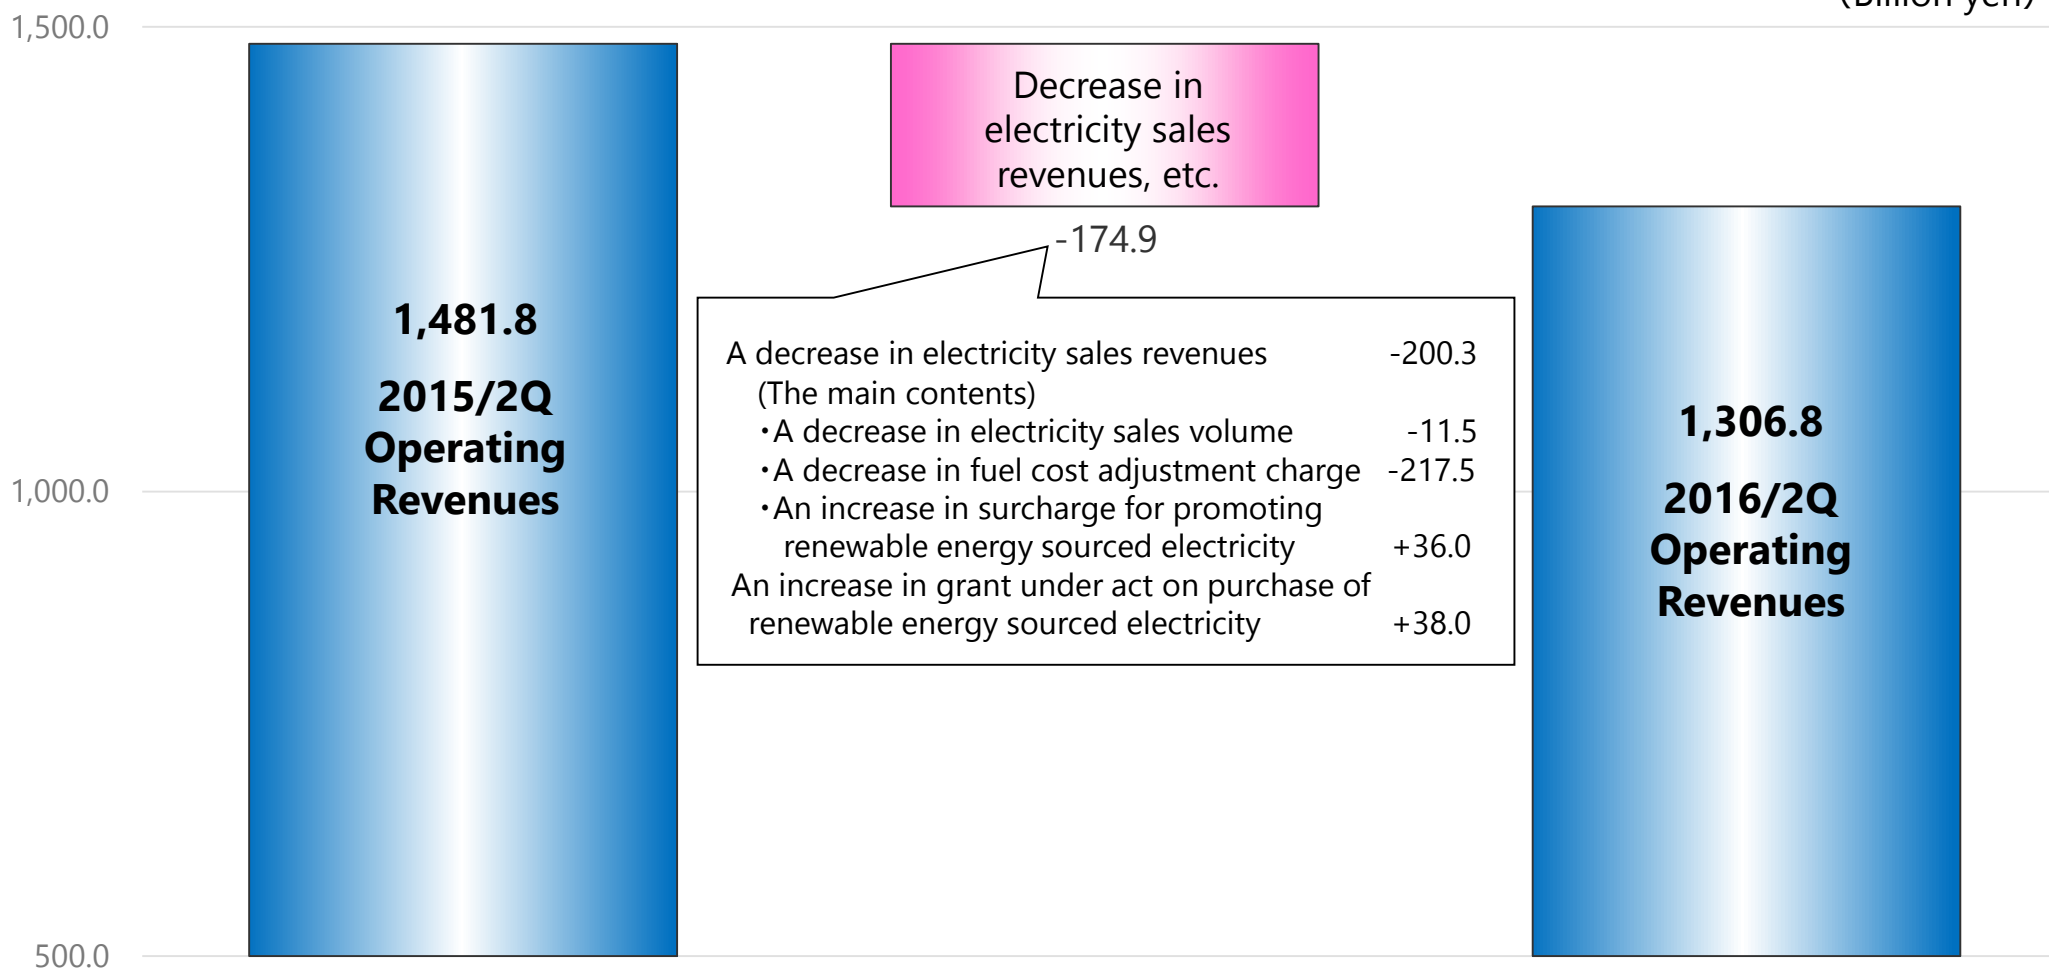 (Billion yen)
1,500.0
1,000.0
500.0
1,481.8
2015/2Q
Operating
Revenues
Decrease in
electricity sales
revenues, etc.
-174.9
A decrease in electricity sales revenues -200.3
(The main contents)
・A decrease in electricity sales volume -11.5
・A decrease in fuel cost adjustment charge -217.5
・An increase in surcharge for promoting
renewable energy sourced electricity +36.0
An increase in grant under act on purchase of
renewable energy sourced electricity +38.0
1,306.8
2016/2Q
Operating
Revenues